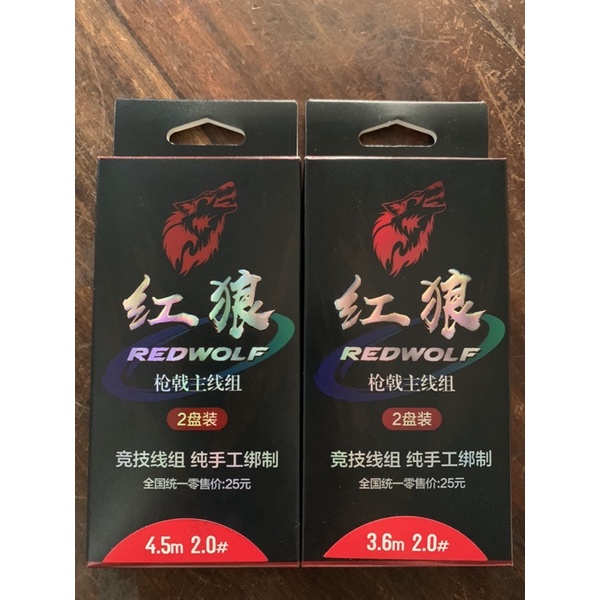 红狼
REDWOLF
枪戟主线组
2盘装
竞技线组 纯手工绑制
全国统一零售价:25元
4.5m 2.0#
红狼
REDWOLF
枪戟主线组
2盘装
竞技线组 纯手工绑制
全国统一零售价:25元
3.6m 2.0#